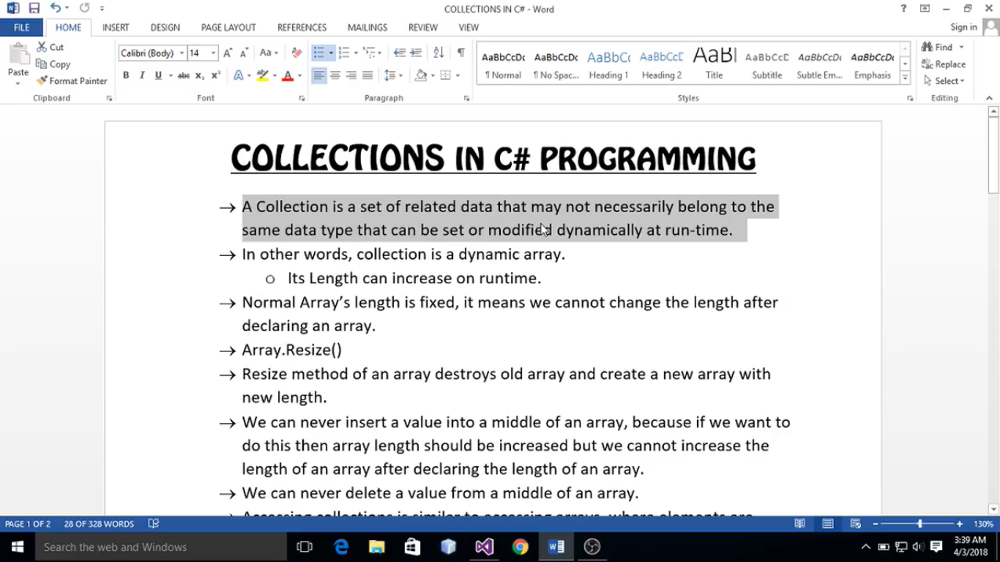 COLLECTIONS IN C# - Word
FILE HOME INSERT DESIGN PAGE LAYOUT REFERENCES MAILINGS REVIEW VIEW Sign in
Paste
Cut
Copy
Format Painter
Clipboard
Calibri (Body) 14
Font
Paragraph
AaBbCcDc AaBbCcDc AaBbCc AaBbCcE AaB AaBbCcD AaBbCcDt AaBbCcDt
¶ Normal ¶ No Spac... Heading 1 Heading 2 Title Subtitle Subtle Em... Emphasis
Styles
Find
Replace
Select
Editing
COLLECTIONS IN C# PROGRAMMING
→ A Collection is a set of related data that may not necessarily belong to the
same data type that can be set or modified dynamically at run-time.
→ In other words, collection is a dynamic array.
o Its Length can increase on runtime.
→ Normal Array’s length is fixed, it means we cannot change the length after
declaring an array.
→ Array.Resize()
→ Resize method of an array destroys old array and create a new array with
new length.
→ We can never insert a value into a middle of an array, because if we want to
do this then array length should be increased but we cannot increase the
length of an array after declaring the length of an array.
→ We can never delete a value from a middle of an array.
Accessing collections is similar to accessing arrays, where elements are
PAGE 1 OF 2 28 OF 328 WORDS 130%
Search the web and Windows
3:39 AM
4/3/2018